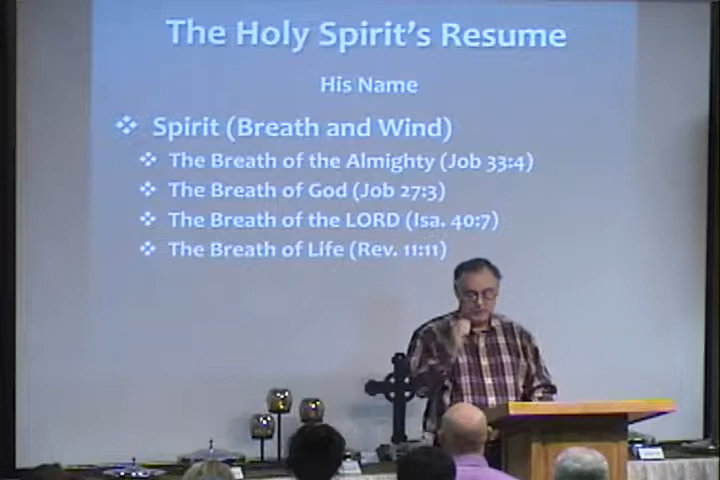 The Holy Spirit's Resume
His Name
Spirit (Breath and Wind)
The Breath of the Almighty (Job 33:4)
The Breath of God (Job 27:3)
The Breath of the LORD (Isa. 40:7)
The Breath of Life (Rev. 11:11)